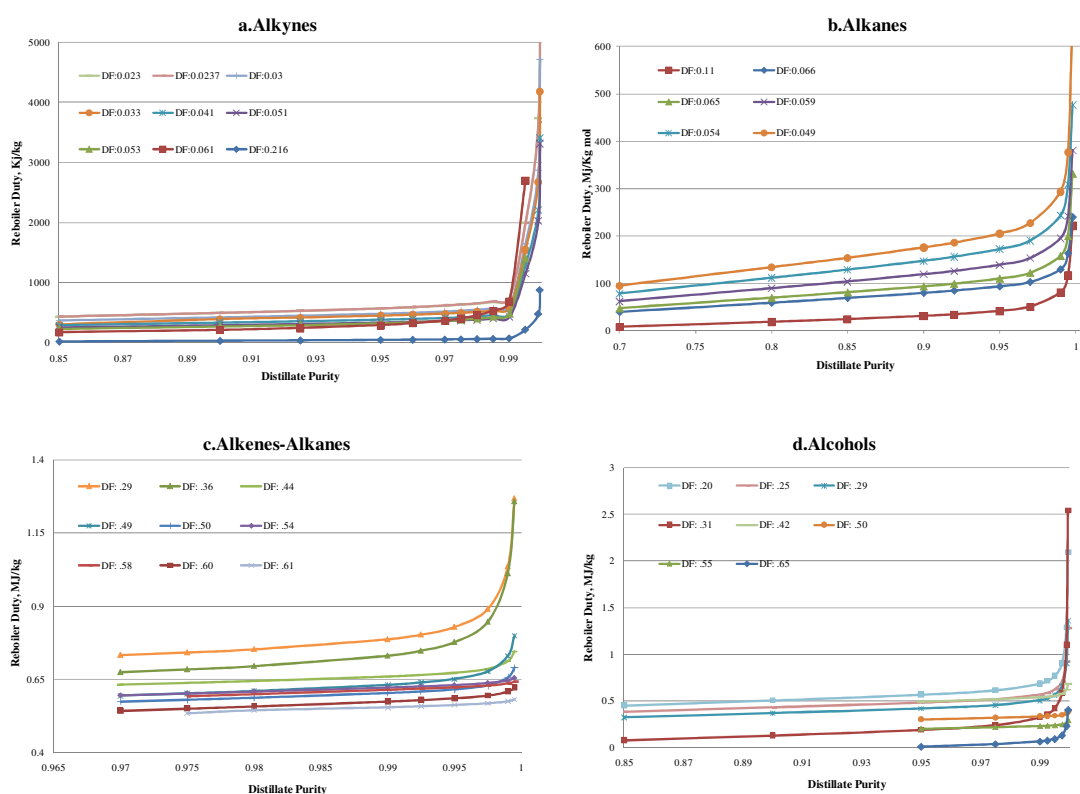 a.Alkynes
Reboiler Duty, Kj/kg
5000
4000
3000
2000
1000
0
DF:0.023 DF:0.0237 DF:0.03
DF:0.033 DF:0.041 DF:0.051
DF:0.053 DF:0.061 DF:0.216
0.85 0.87 0.89 0.91 0.93 0.95 0.97 0.99
Distillate Purity
b.Alkanes
Reboiler Duty, Mj/Kg mol
600
500
400
300
200
100
0
DF:0.11 DF:0.066
DF:0.065 DF:0.059
DF:0.054 DF:0.049
0.7 0.75 0.8 0.85 0.9 0.95 1
Distillate Purity
c.Alkenes-Alkanes
Reboiler Duty, MJ/kg
1.4
1.15
0.9
0.65
0.4
DF: .29 DF: .36 DF: .44
DF: .49 DF: .50 DF: .54
DF: .58 DF: .60 DF: .61
0.965 0.97 0.975 0.98 0.985 0.99 0.995 1
Distillate Purity
d.Alcohols
Reboiler Duty, MJ/kg
3
2.5
2
1.5
1
0.5
0
DF: .20 DF: .25 DF: .29
DF: .31 DF: .42 DF: .50
DF: .55 DF: .65
0.85 0.87 0.89 0.91 0.93 0.95 0.97 0.99
Distillate Purity